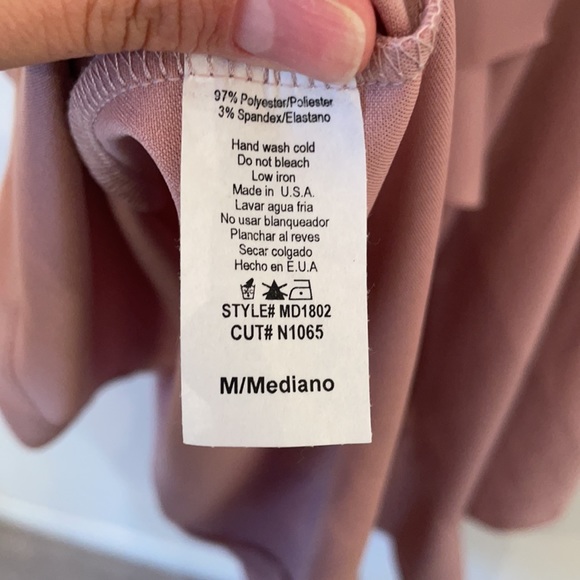 97% Polyester/Poliester
3% Spandex/Elastano
Hand wash cold
Do not bleach
Low iron
Made in U.S.A.
Lavar agua fria
No usar blanqueador
Planchar al reves
Secar colgado
Hecho en E.U.A
STYLE# MD1802
CUT# N1065
M/Mediano